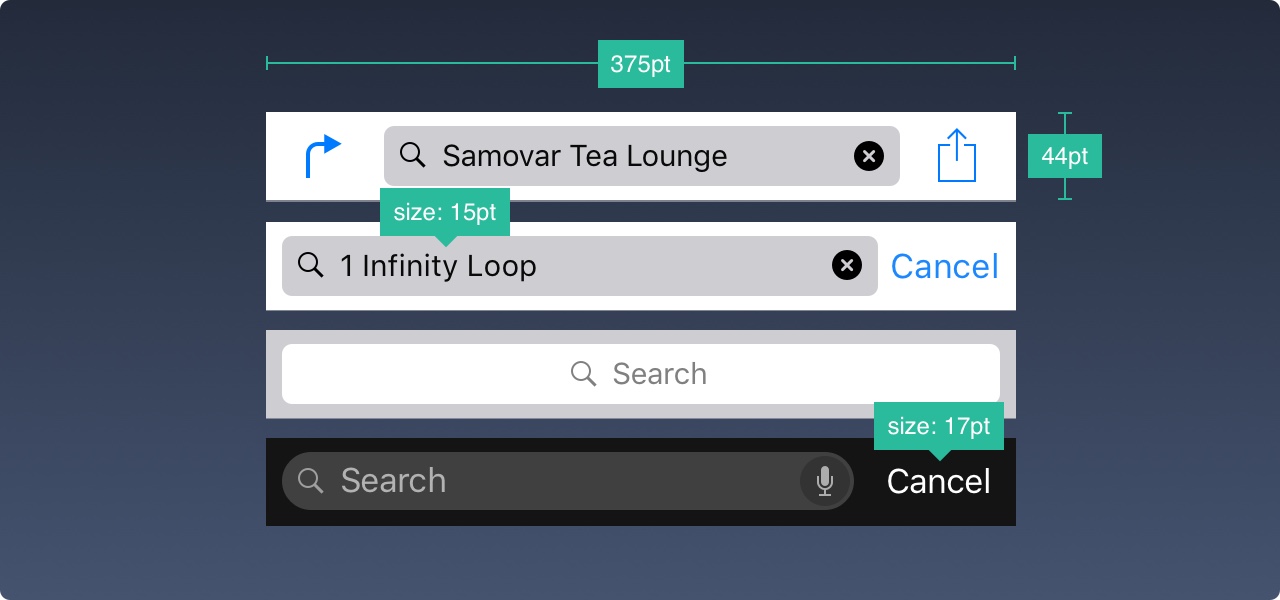 375pt
Samovar Tea Lounge
44pt
size: 15pt
1 Infinity Loop
Cancel
Search
size: 17pt
Search
Cancel